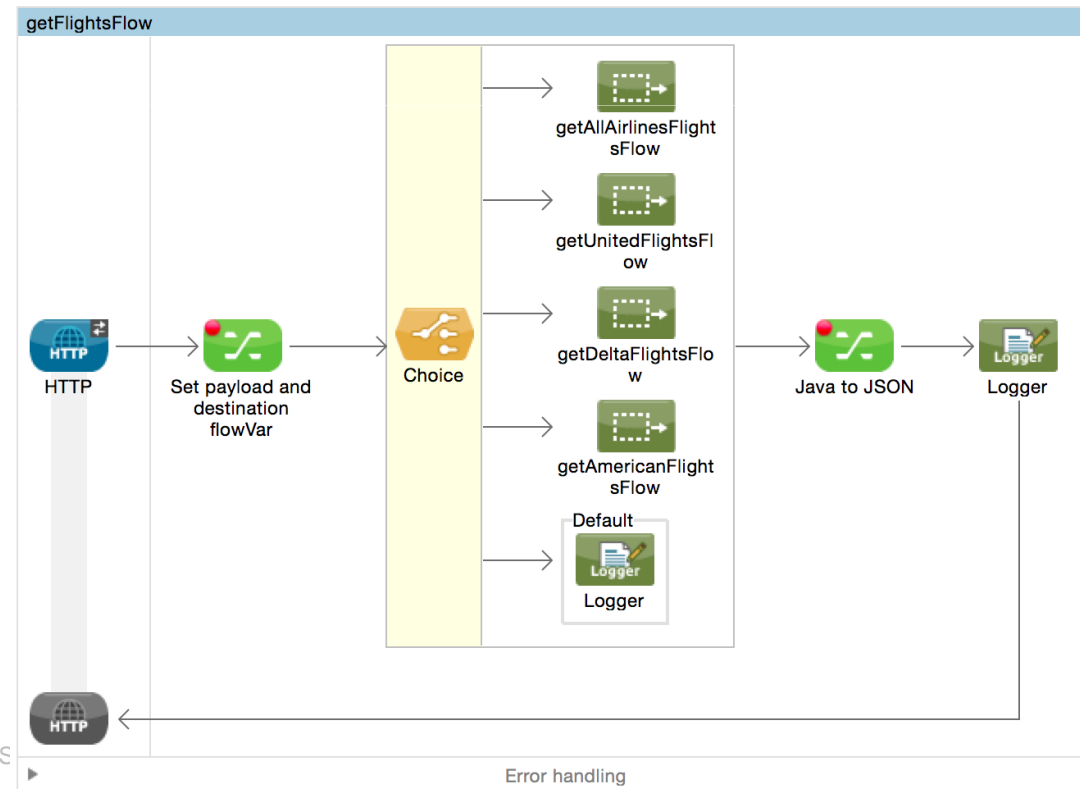 getFlightsFlow
getAllAirlinesFlight
sFlow
getUnitedFlightsFl
ow
getDeltaFlightsFlo
w
getAmericanFlight
sFlow
Default
Logger
Logger
HTTP
HTTP
Set payload and
destination
flowVar
Choice
Java to JSON
Logger
Logger
HTTP
S
Error handling